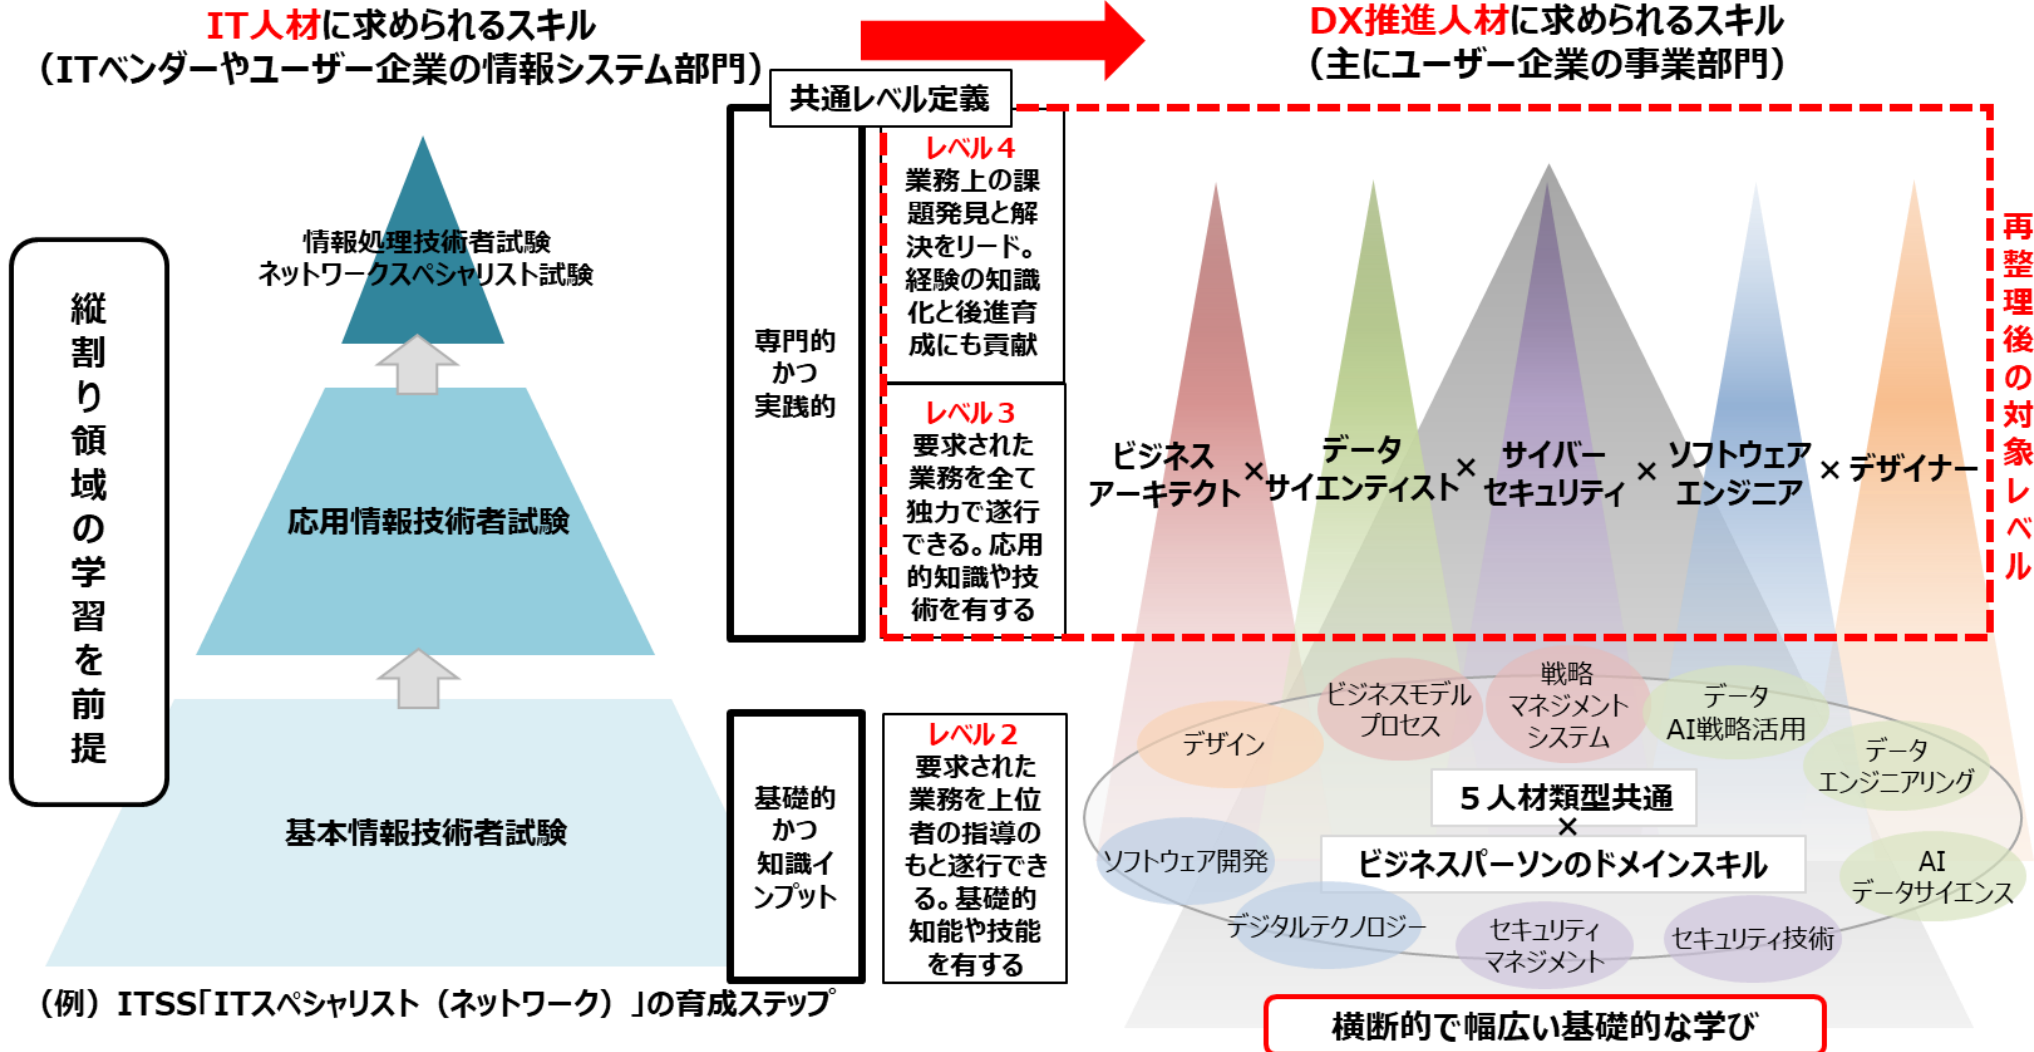 IT人材に求められるスキル
（ITベンダーやユーザー企業の情報システム部門）
DX推進人材に求められるスキル
（主にユーザー企業の事業部門）
共通レベル定義
縦割り領域の学習を前提
情報処理技術者試験
ネットワークスペシャリスト試験
応用情報技術者試験
基本情報技術者試験
（例）ITSS「ITスペシャリスト（ネットワーク）」の育成ステップ
専門的
かつ
実践的
レベル４
業務上の課
題発見と解
決をリード。
経験の知識
化と後進育
成にも貢献
レベル３
要求された
業務を全て
独力で遂行
できる。応用
的知識や技
術を有する
基礎的
かつ
知識イ
ンプット
レベル２
要求された
業務を上位
者の指導の
もと遂行でき
る。基礎的
知能や技能
を有する
ビジネス
アーキテクト
×
データ
サイエンティスト
×
サイバー
セキュリティ
×
ソフトウェア
エンジニア
×
デザイナー
再整理後の対象レベル
デザイン
ビジネスモデル
プロセス
戦略
マネジメント
システム
データ
AI戦略活用
データ
エンジニアリング
５人材類型共通
×
ビジネスパーソンのドメインスキル
ソフトウェア開発
AI
データサイエンス
デジタルテクノロジー
セキュリティ
マネジメント
セキュリティ技術
横断的で幅広い基礎的な学び